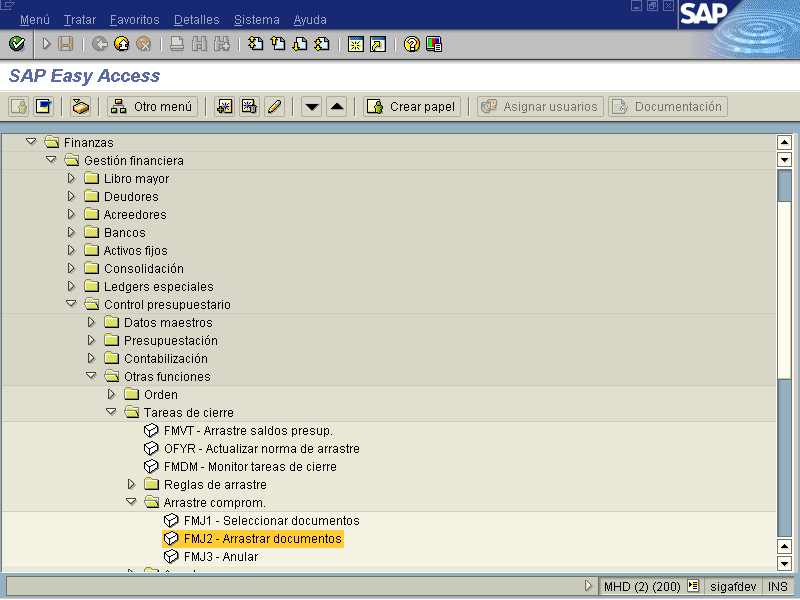 Menú Tratar Favoritos Detalles Sistema Ayuda
SAP
SAP Easy Access
Otro menú Crear papel Asignar usuarios Documentación
Finanzas
Gestión financiera
Libro mayor
Deudores
Acreedores
Bancos
Activos fijos
Consolidación
Ledgers especiales
Control presupuestario
Datos maestros
Presupuestación
Contabilización
Otras funciones
Orden
Tareas de cierre
FMVT - Arrastre saldos presup.
OFYR - Actualizar norma de arrastre
FMDM - Monitor tareas de cierre
Reglas de arrastre
Arrastre comprom.
FMJ1 - Seleccionar documentos
FMJ2 - Arrastrar documentos
FMJ3 - Anular
MHD (2) (200) sigafdev INS